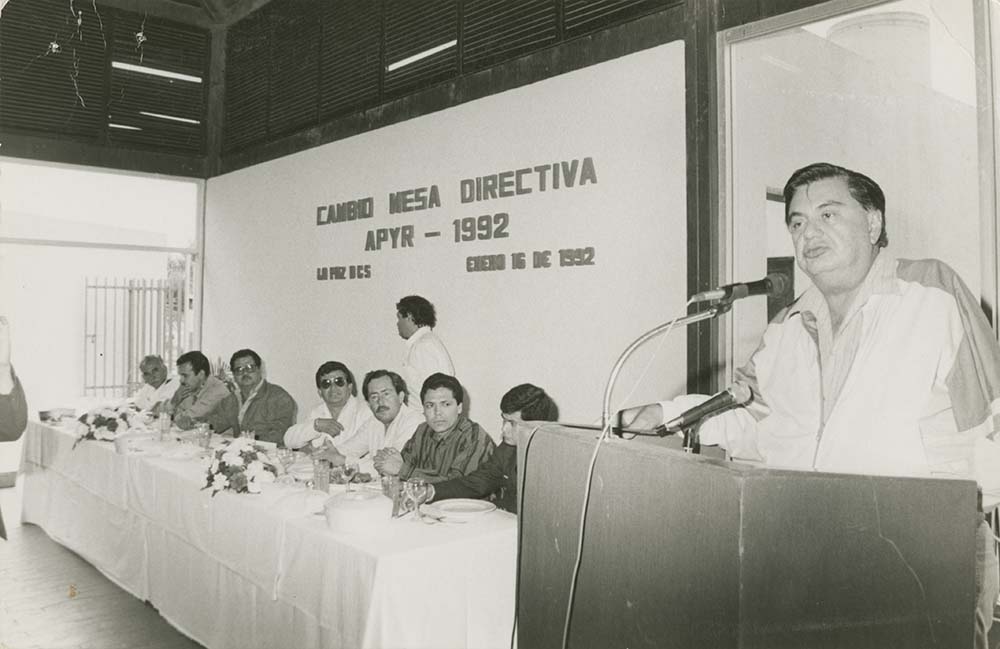 CAMBIO MESA DIRECTIVA
APYR - 1992
LA PAZ BCS
ENERO 16 DE 1992